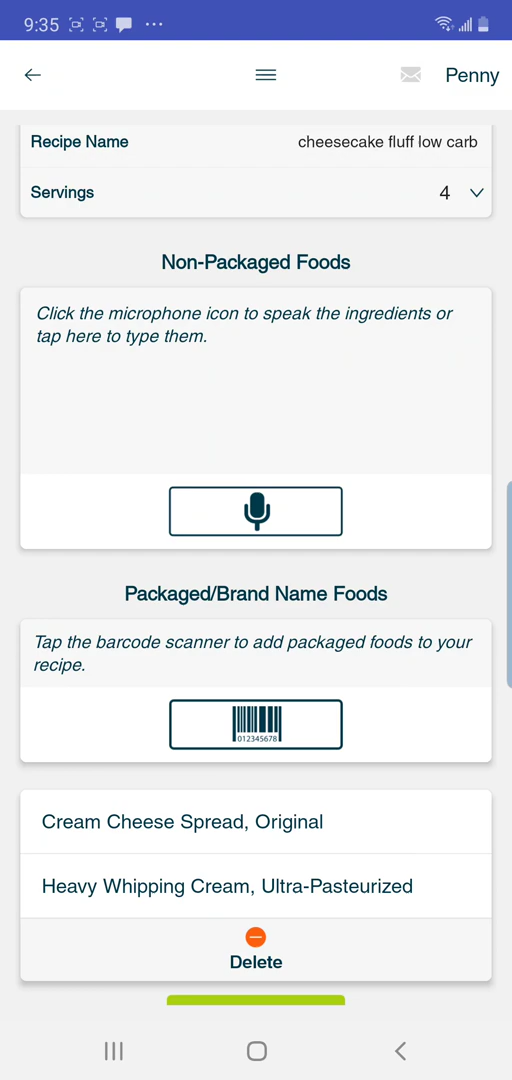 9:35
Penny
Recipe Name cheesecake fluff low carb
Servings 4
Non-Packaged Foods
Click the microphone icon to speak the ingredients or
tap here to type them.
Packaged/Brand Name Foods
Tap the barcode scanner to add packaged foods to your
recipe.
012345678
Cream Cheese Spread, Original
Heavy Whipping Cream, Ultra-Pasteurized
Delete